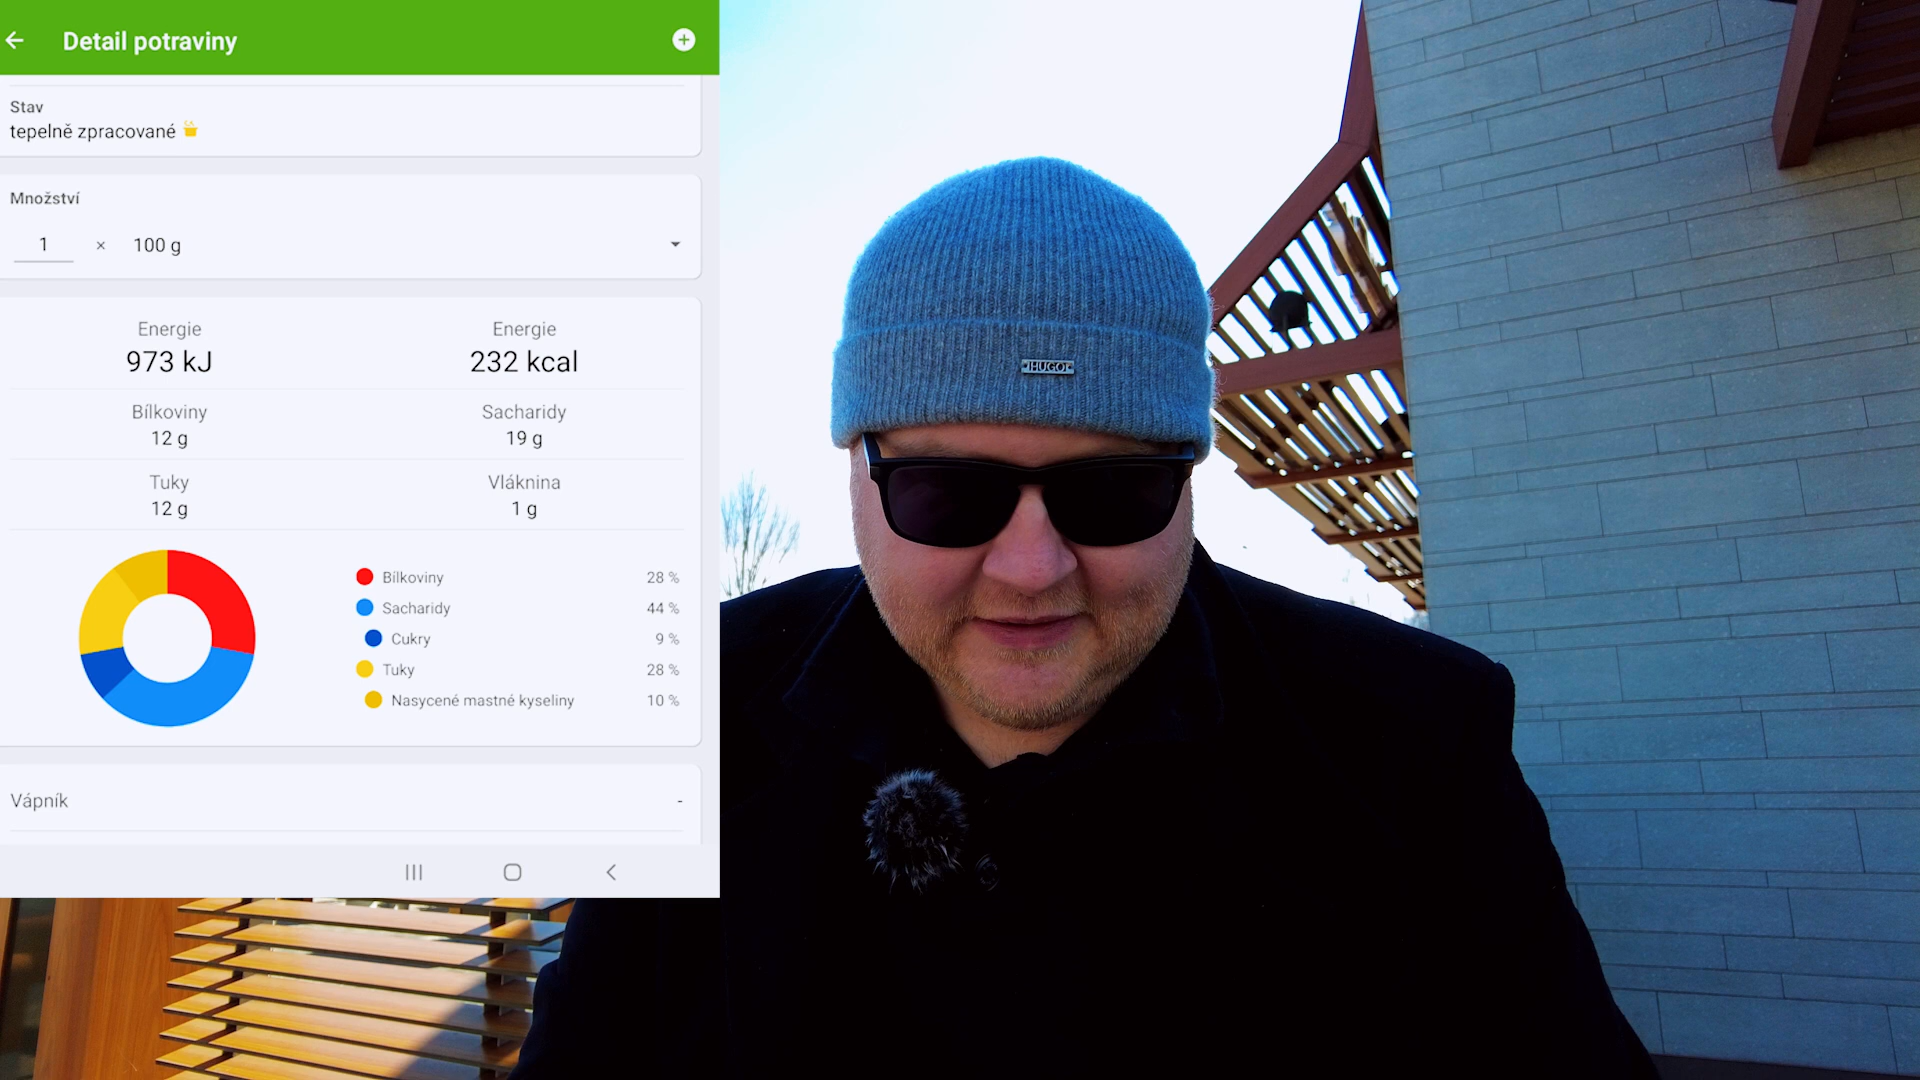 Detail potraviny
Stav
tepelně zpracované
Množství
1 × 100 g
Energie Energie
973 kJ 232 kcal
Bílkoviny Sacharidy
12 g 19 g
Tuky Vláknina
12 g 1 g
Bílkoviny 28 %
Sacharidy 44 %
Cukry 9 %
Tuky 28 %
Nasycené mastné kyseliny 10 %
Vápník -
HUGO